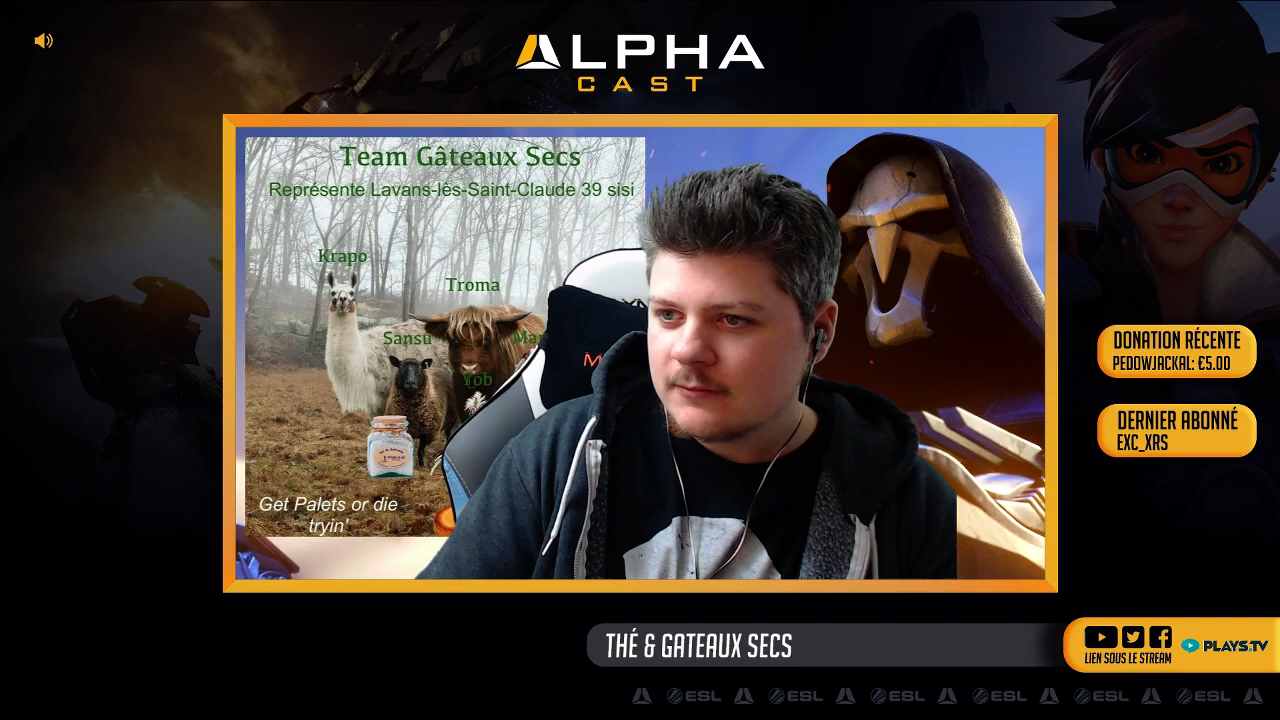 ALPHA
CAST
Team Gâteaux Secs
Représente Lavans-lès-Saint-Claude 39 sisi
Krapo
Troma
Sansu
Yob
Get Palets or die
tryin'
DONATION RÉCENTE
PEDOWJACKAL: €5.00
DERNIER ABONNÉ
EXC_XRS
THÉ & GATEAUX SECS
LIEN SOUS LE STREAM
PLAYS.TV
ESL ESL ESL ESL ESL ESL